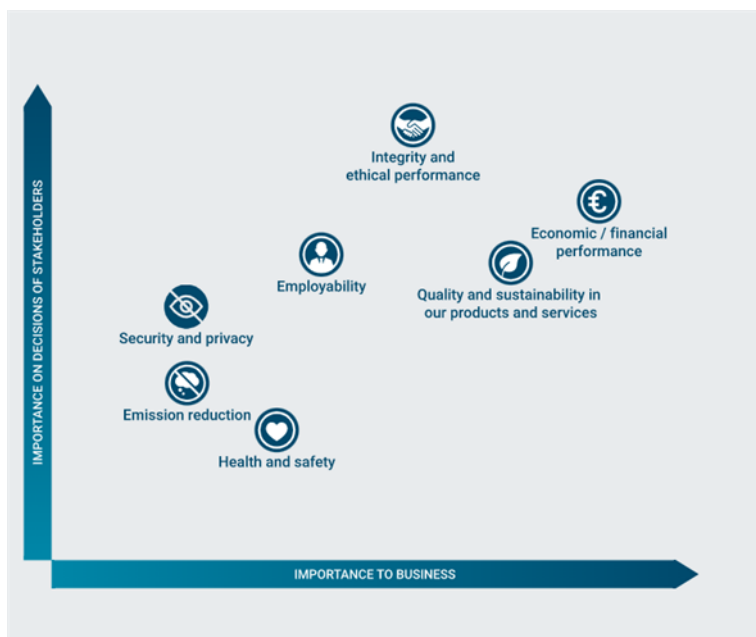 IMPORTANCE ON DECISIONS OF STAKEHOLDERS
Integrity and
ethical performance
€
Economic / financial
performance
Employability
Quality and sustainability in
our products and services
Security and privacy
Emission reduction
Health and safety
IMPORTANCE TO BUSINESS